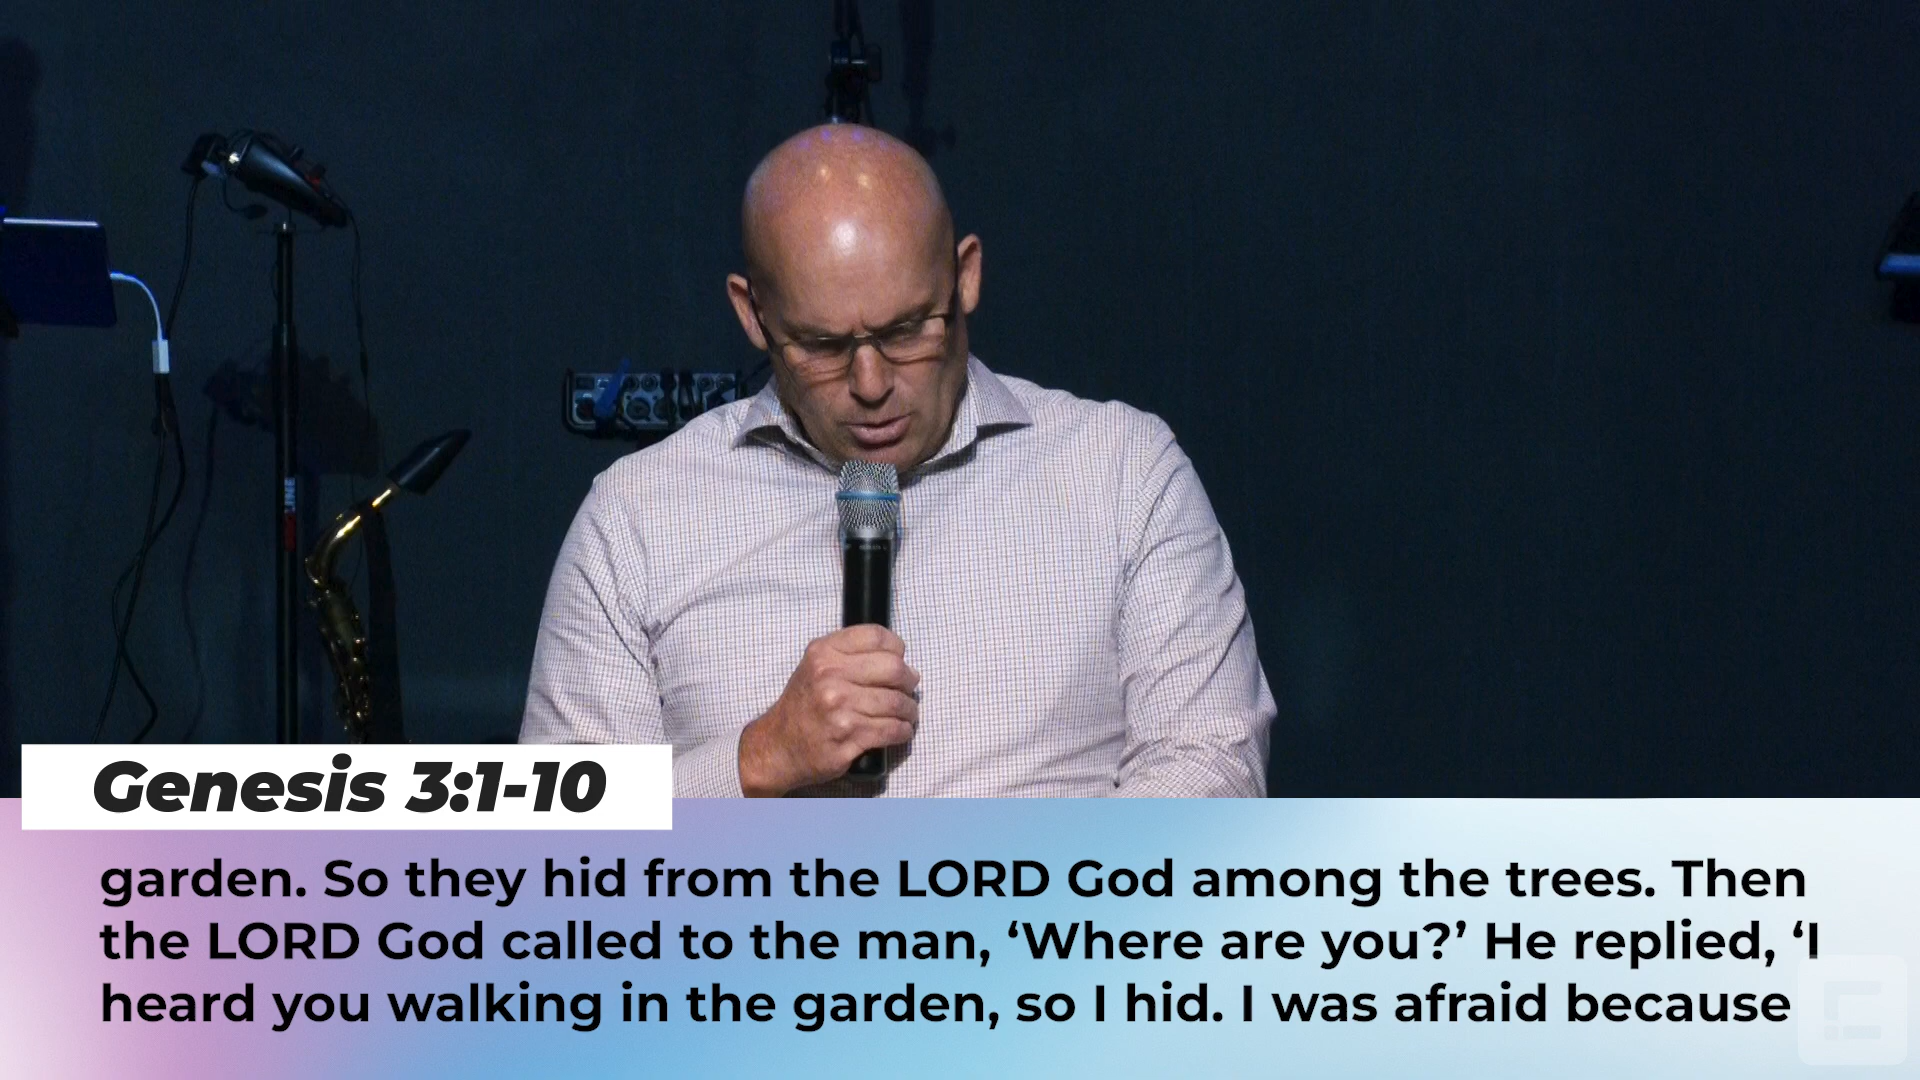 Genesis 3:1-10
garden. So they hid from the LORD God among the trees. Then
the LORD God called to the man, ‘Where are you?’ He replied, ‘I
heard you walking in the garden, so I hid. I was afraid because